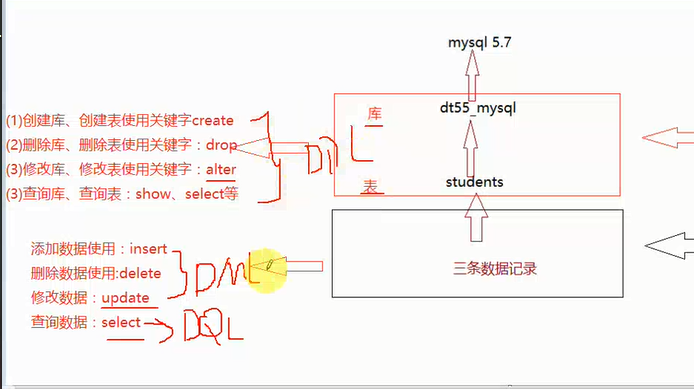 mysql 5.7
库
dt55_mysql
表
students
三条数据记录
(1)创建库、创建表使用关键字create
(2)删除库、删除表使用关键字：drop
(3)修改库、修改表使用关键字：alter
(3)查询库、查询表：show、select等
DDL
添加数据使用：insert
删除数据使用:delete
修改数据：update
DML
查询数据：select
DQL